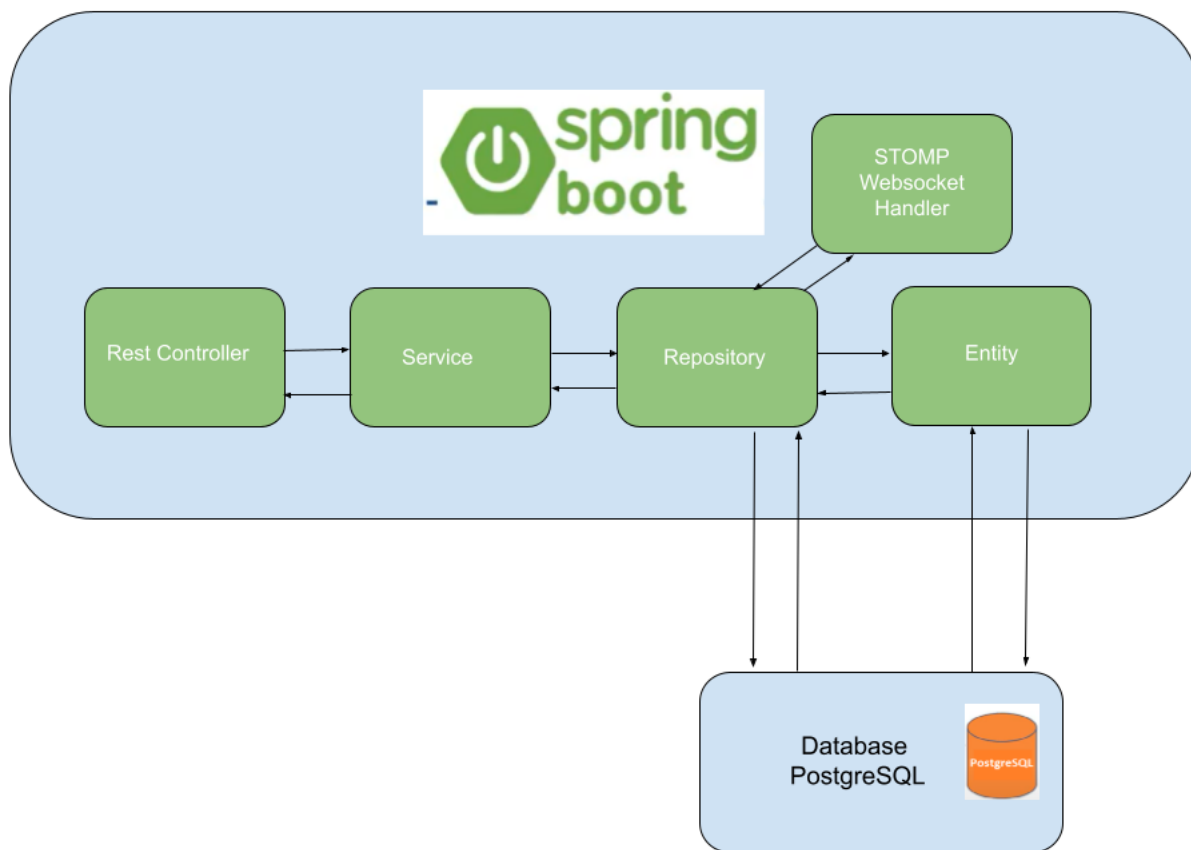 spring
boot
STOMP
Websocket
Handler
Rest Controller
Service
Repository
Entity
Database
PostgreSQL
PostgreSQL